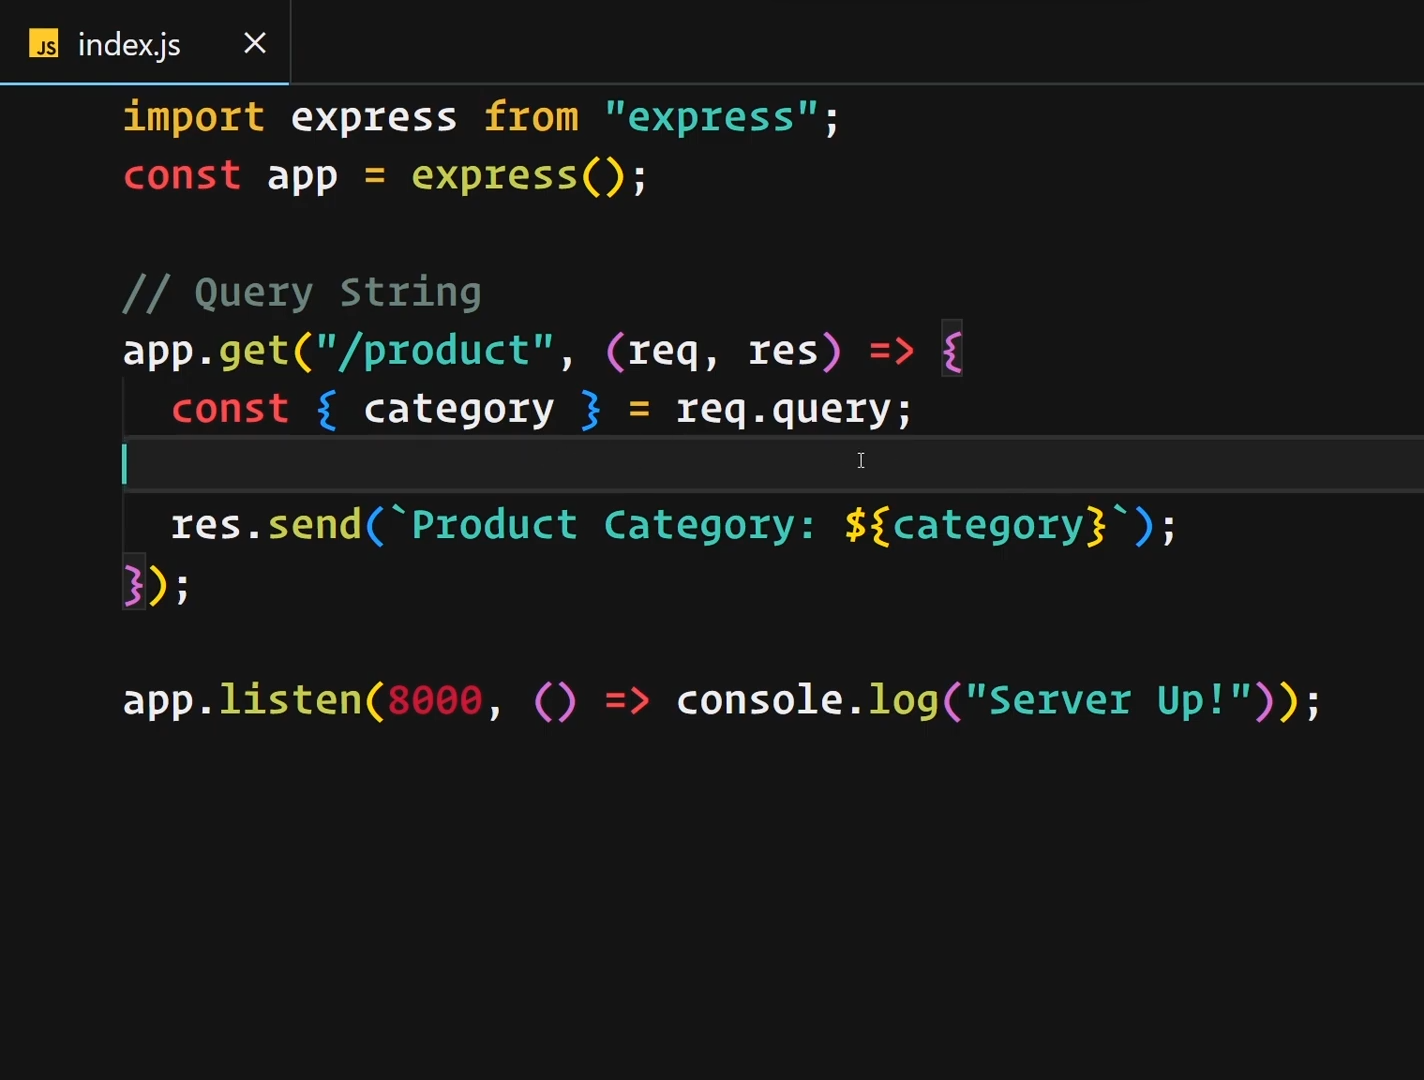 JS index.js
import express from "express";
const app = express();
// Query String
app.get("/product", (req, res) => {
const { category } = req.query;
res.send(`Product Category: ${category}`);
});
app.listen(8000, () => console.log("Server Up!"));